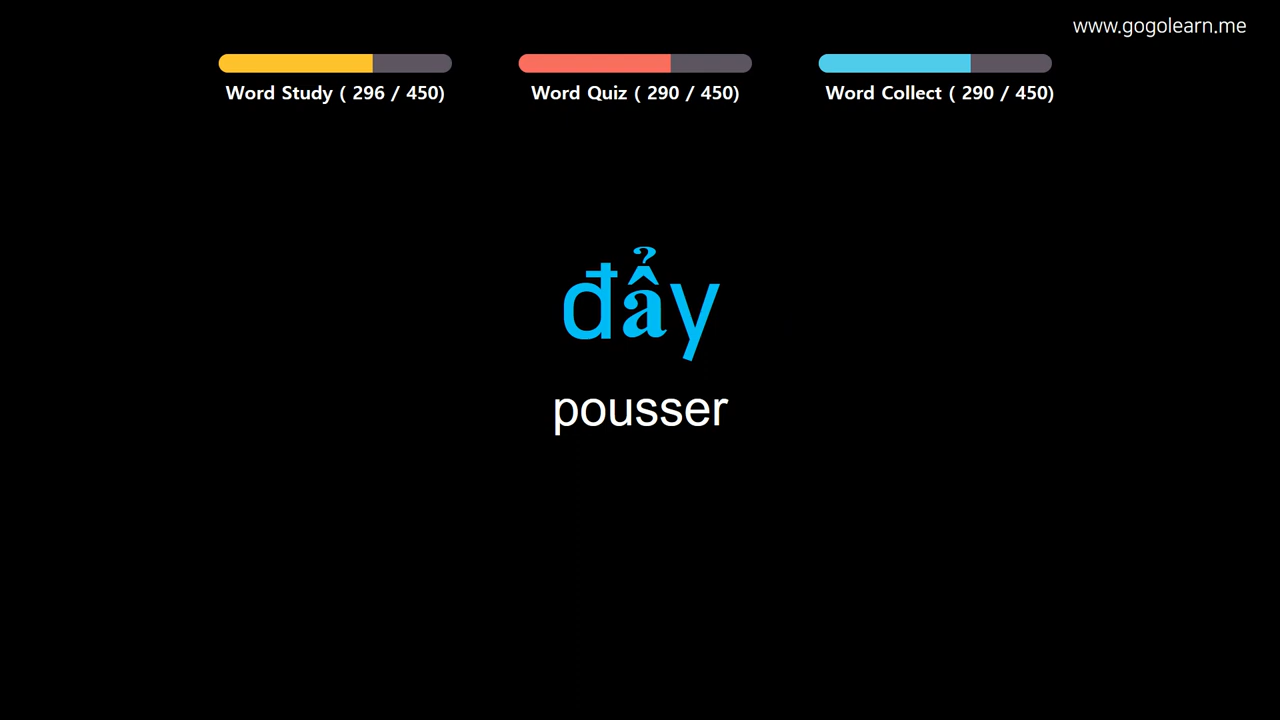 www.gogolearn.me
Word Study ( 296 / 450)
Word Quiz ( 290 / 450)
Word Collect ( 290 / 450)
đẩy
pousser